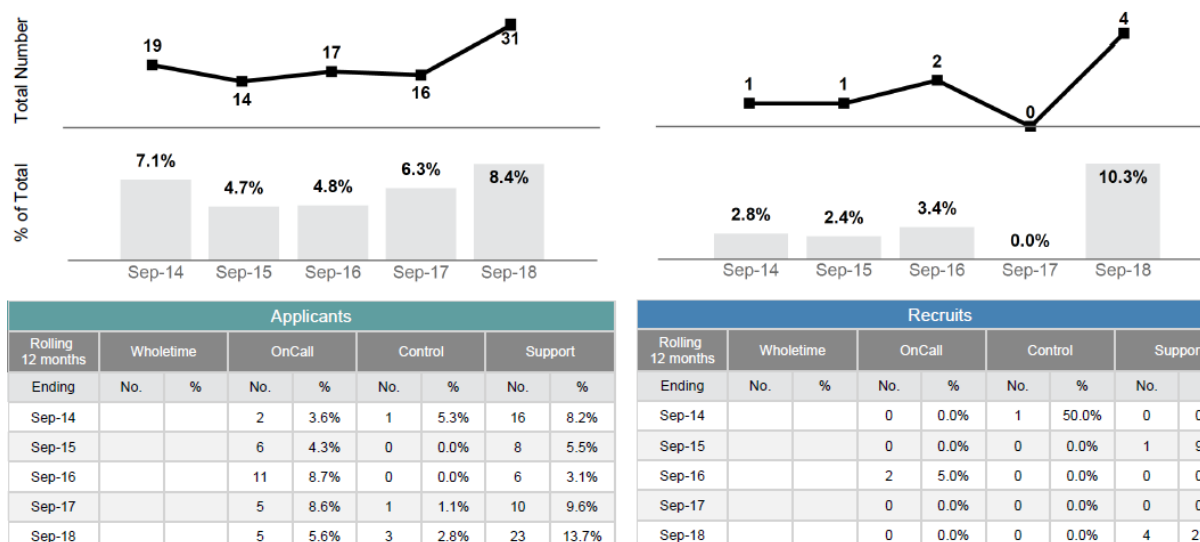 Total Number
19 14 17 16 31
1 1 2 0 4
% of Total
7.1% 4.7% 4.8% 6.3% 8.4%
2.8% 2.4% 3.4% 0.0% 10.3%
Sep-14 Sep-15 Sep-16 Sep-17 Sep-18
Sep-14 Sep-15 Sep-16 Sep-17 Sep-18
Applicants
Rolling 12 months Wholetime OnCall Control Support
Ending No. % No. % No. % No. %
Sep-14 2 3.6% 1 5.3% 16 8.2%
Sep-15 6 4.3% 0 0.0% 8 5.5%
Sep-16 11 8.7% 0 0.0% 6 3.1%
Sep-17 5 8.6% 1 1.1% 10 9.6%
Sep-18 5 5.6% 3 2.8% 23 13.7%
Recruits
Rolling 12 months Wholetime OnCall Control Support
Ending No. % No. % No. % No.
Sep-14 0 0.0% 1 50.0% 0
Sep-15 0 0.0% 0 0.0% 1
Sep-16 2 5.0% 0 0.0% 0
Sep-17 0 0.0% 0 0.0% 0
Sep-18 0 0.0% 0 0.0% 4